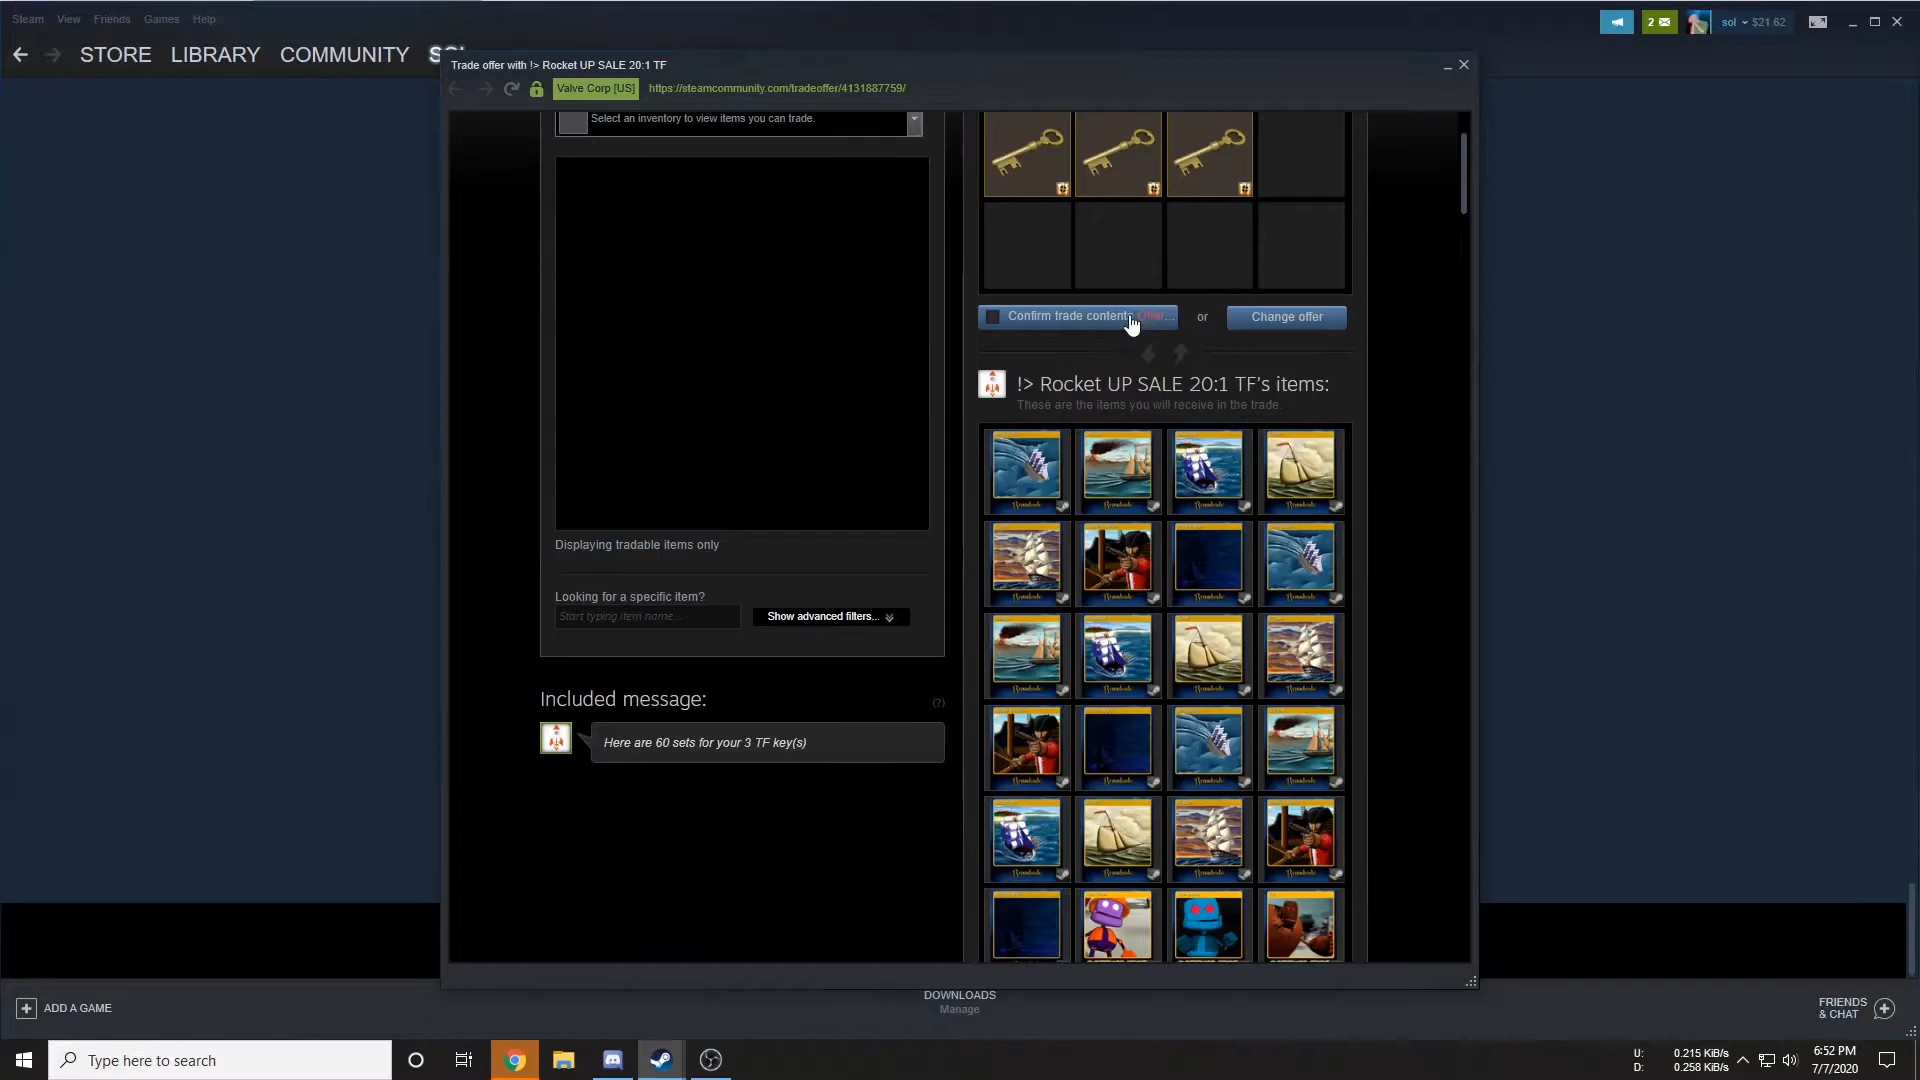 Steam View Friends Games Help
2
sol $21.62
STORE LIBRARY COMMUNITY SOL
Trade offer with !> Rocket UP SALE 20:1 TF
Valve Corp [US] https://steamcommunity.com/tradeoffer/4131887759/
Select an inventory to view items you can trade.
Confirm trade contents Offer...
or
Change offer
!> Rocket UP SALE 20:1 TF's items:
These are the items you will receive in the trade.
Displaying tradable items only
Looking for a specific item?
Start typing item name...
Show advanced filters...
Included message:
(?)
Here are 60 sets for your 3 TF key(s)
ADD A GAME
DOWNLOADS
Manage
FRIENDS
& CHAT
Type here to search
U: 0.215 KiB/s
D: 0.258 KiB/s
6:52 PM
7/7/2020